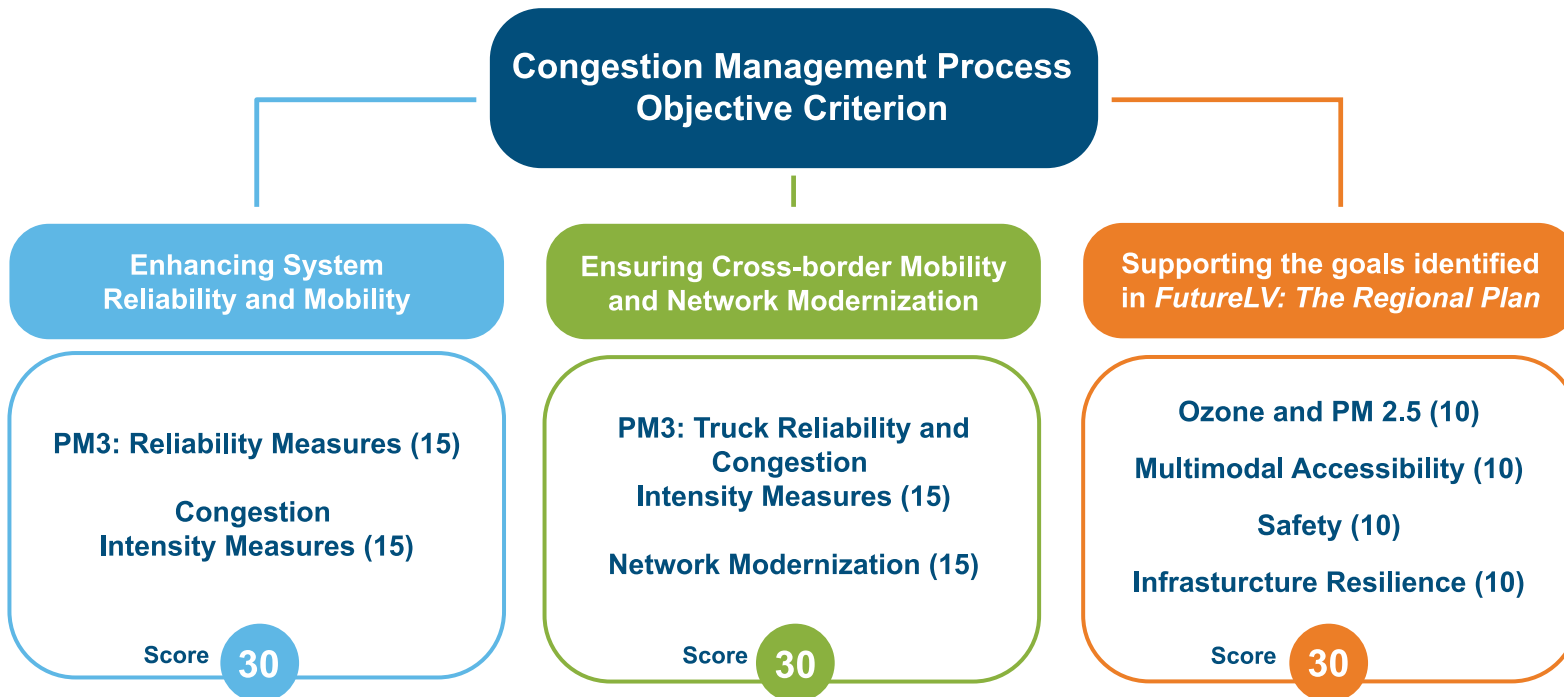 Congestion Management Process
Objective Criterion
Enhancing System
Reliability and Mobility
PM3: Reliability Measures (15)
Congestion
Intensity Measures (15)
Score 30
Ensuring Cross-border Mobility
and Network Modernization
PM3: Truck Reliability and
Congestion
Intensity Measures (15)
Network Modernization (15)
Score 30
Supporting the goals identified
in FutureLV: The Regional Plan
Ozone and PM 2.5 (10)
Multimodal Accessibility (10)
Safety (10)
Infrasturcture Resilience (10)
Score 30